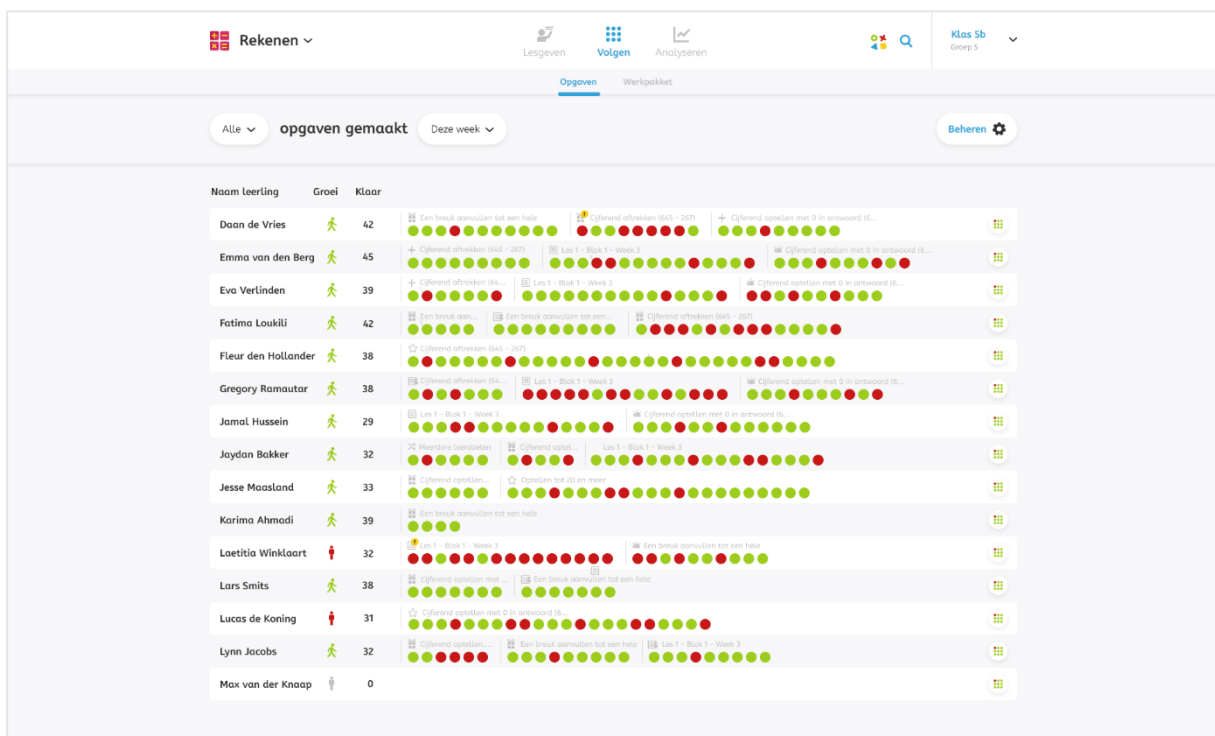 Rekenen
Lesgeven Volgen Analyseren
Klas 5b
Groep 5
Opgaven Werkpakket
Alle opgaven gemaakt Deze week
Beheren
Naam leerling Groei Klaar
Een breuk aanvullen tot een hele Cijferend aftrekken (645 - 267) Cijferend optellen met 0 in antwoord (6...
Daan de Vries 42
Cijferend aftrekken (645 - 267) Les 1 - Blok 1 - Week 3 Cijferend optellen met 0 in antwoord (6...
Emma van den Berg 45
Cijferend aftrekken (64... Les 1 - Blok 1 - Week 3 Cijferend optellen met 0 in antwoord (6...
Eva Verlinden 39
Een breuk aan... Een breuk aanvullen tot een... Cijferend aftrekken (645 - 267)
Fatima Loukili 42
Cijferend aftrekken (645 - 267)
Fleur den Hollander 38
Cijferend aftrekken (64... Les 1 - Blok 1 - Week 3 Cijferend optellen met 0 in antwoord (6...
Gregory Ramautar 38
Les 1 - Blok 1 - Week 3 Cijferend optellen met 0 in antwoord (6...
Jamal Hussein 29
Meerdere leerdoelen Cijferend optel... Les 1 - Blok 1 - Week 3
Jaydan Bakker 32
Cijferend optellen... Optellen tot 20 en meer
Jesse Maasland 33
Een breuk aanvullen tot een hele
Karima Ahmadi 39
Les 1 - Blok 1 - Week 3 Een breuk aanvullen tot een hele
Laetitia Winklaart 32
Cijferend optellen met ... Een breuk aanvullen tot een hele
Lars Smits 38
Cijferend optellen met 0 in antwoord (6...
Lucas de Koning 31
Cijferend optellen... Een breuk aanvullen tot een hele Les 1 - Blok 1 - Week 3
Lynn Jacobs 32
Max van der Knaap 0